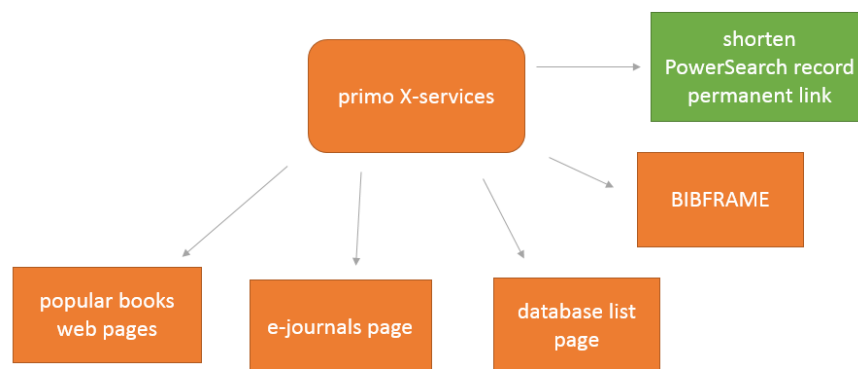 shorten
PowerSearch record
permanent link
primo X-services
BIBFRAME
popular books
web pages
e-journals page
database list
page